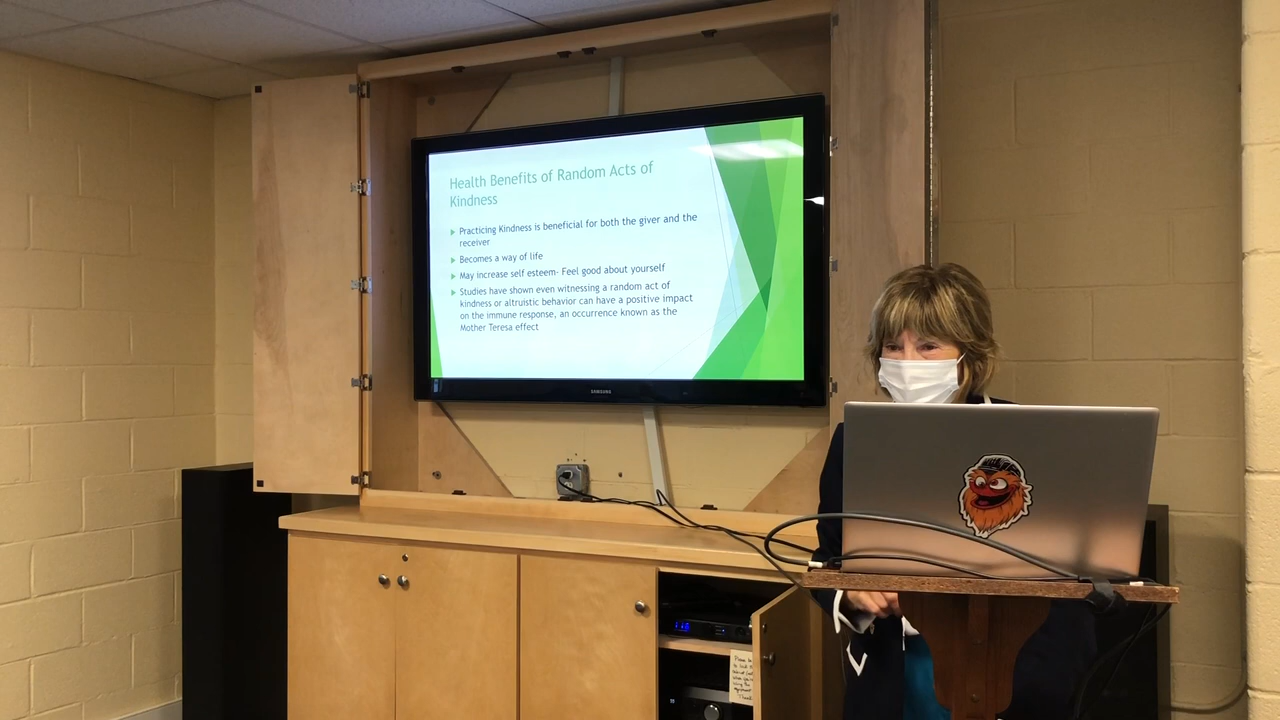 Health Benefits of Random Acts of
Kindness
Practicing Kindness is beneficial for both the giver and the
receiver
Becomes a way of life
May increase self esteem- Feel good about yourself
Studies have shown even witnessing a random act of
kindness or altruistic behavior can have a positive impact
on the immune response, an occurrence known as the
Mother Teresa effect
SAMSUNG